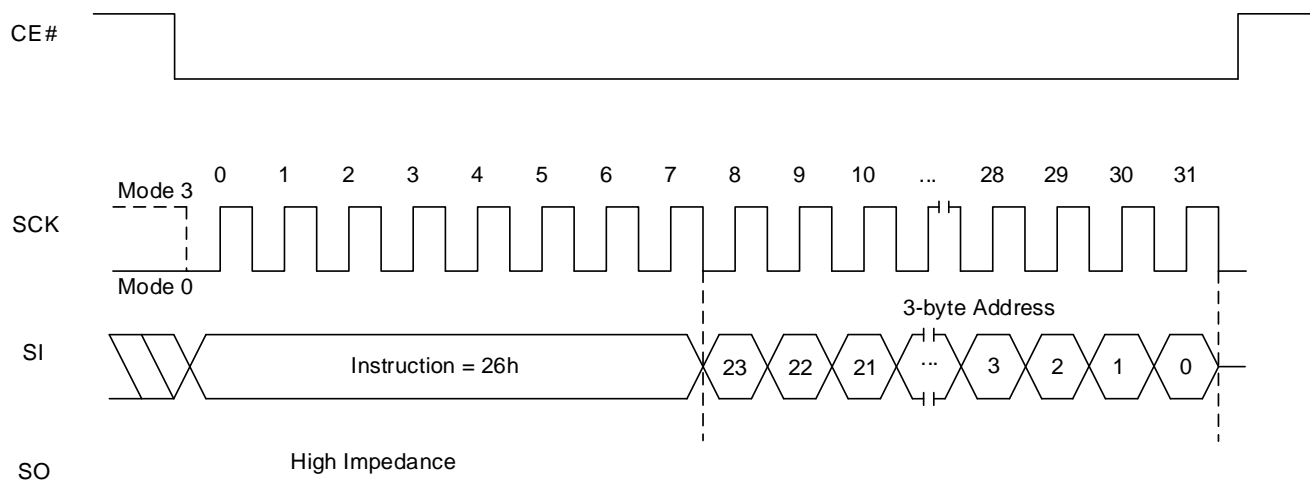 CE#
0 1 2 3 4 5 6 7 8 9 10 ... 28 29 30 31
Mode 3
SCK
Mode 0
3-byte Address
SI
Instruction = 26h
23 22 21 ... 3 2 1 0
High Impedance
SO